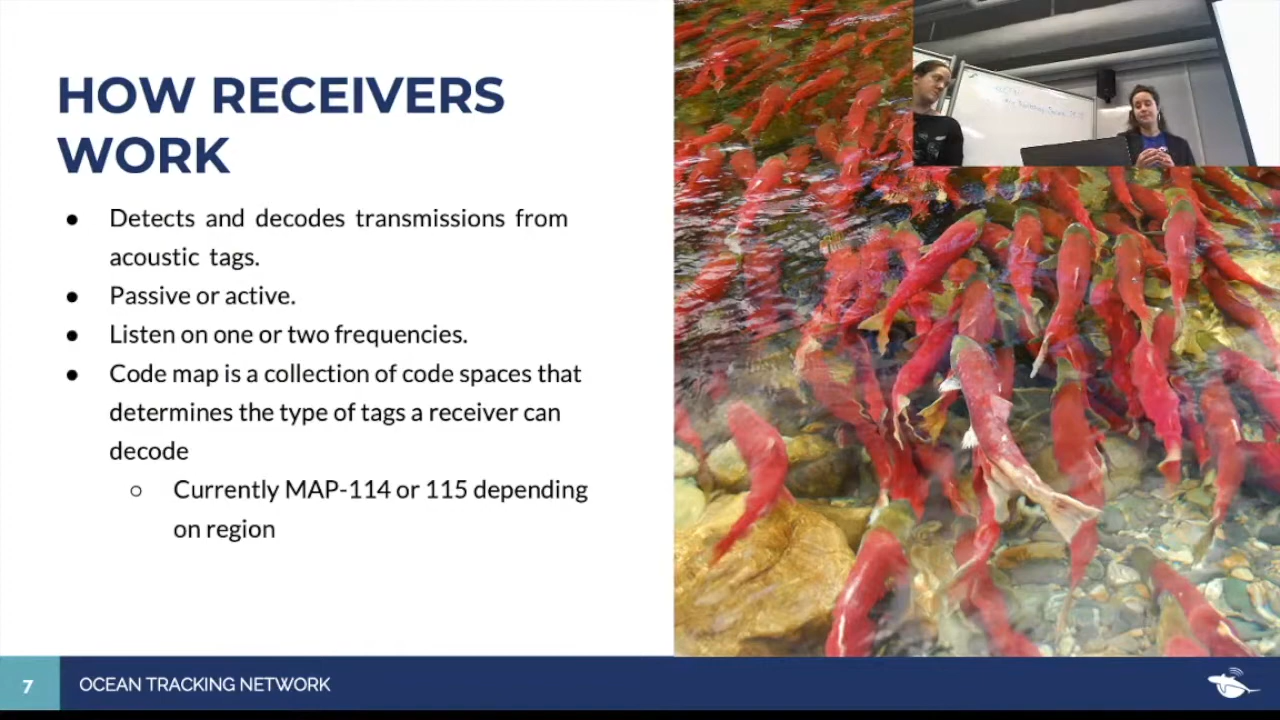 HOW RECEIVERS
WORK
● Detects and decodes transmissions from
acoustic tags.
● Passive or active.
● Listen on one or two frequencies.
● Code map is a collection of code spaces that
determines the type of tags a receiver can
decode
○ Currently MAP-114 or 115 depending
on region
7
OCEAN TRACKING NETWORK